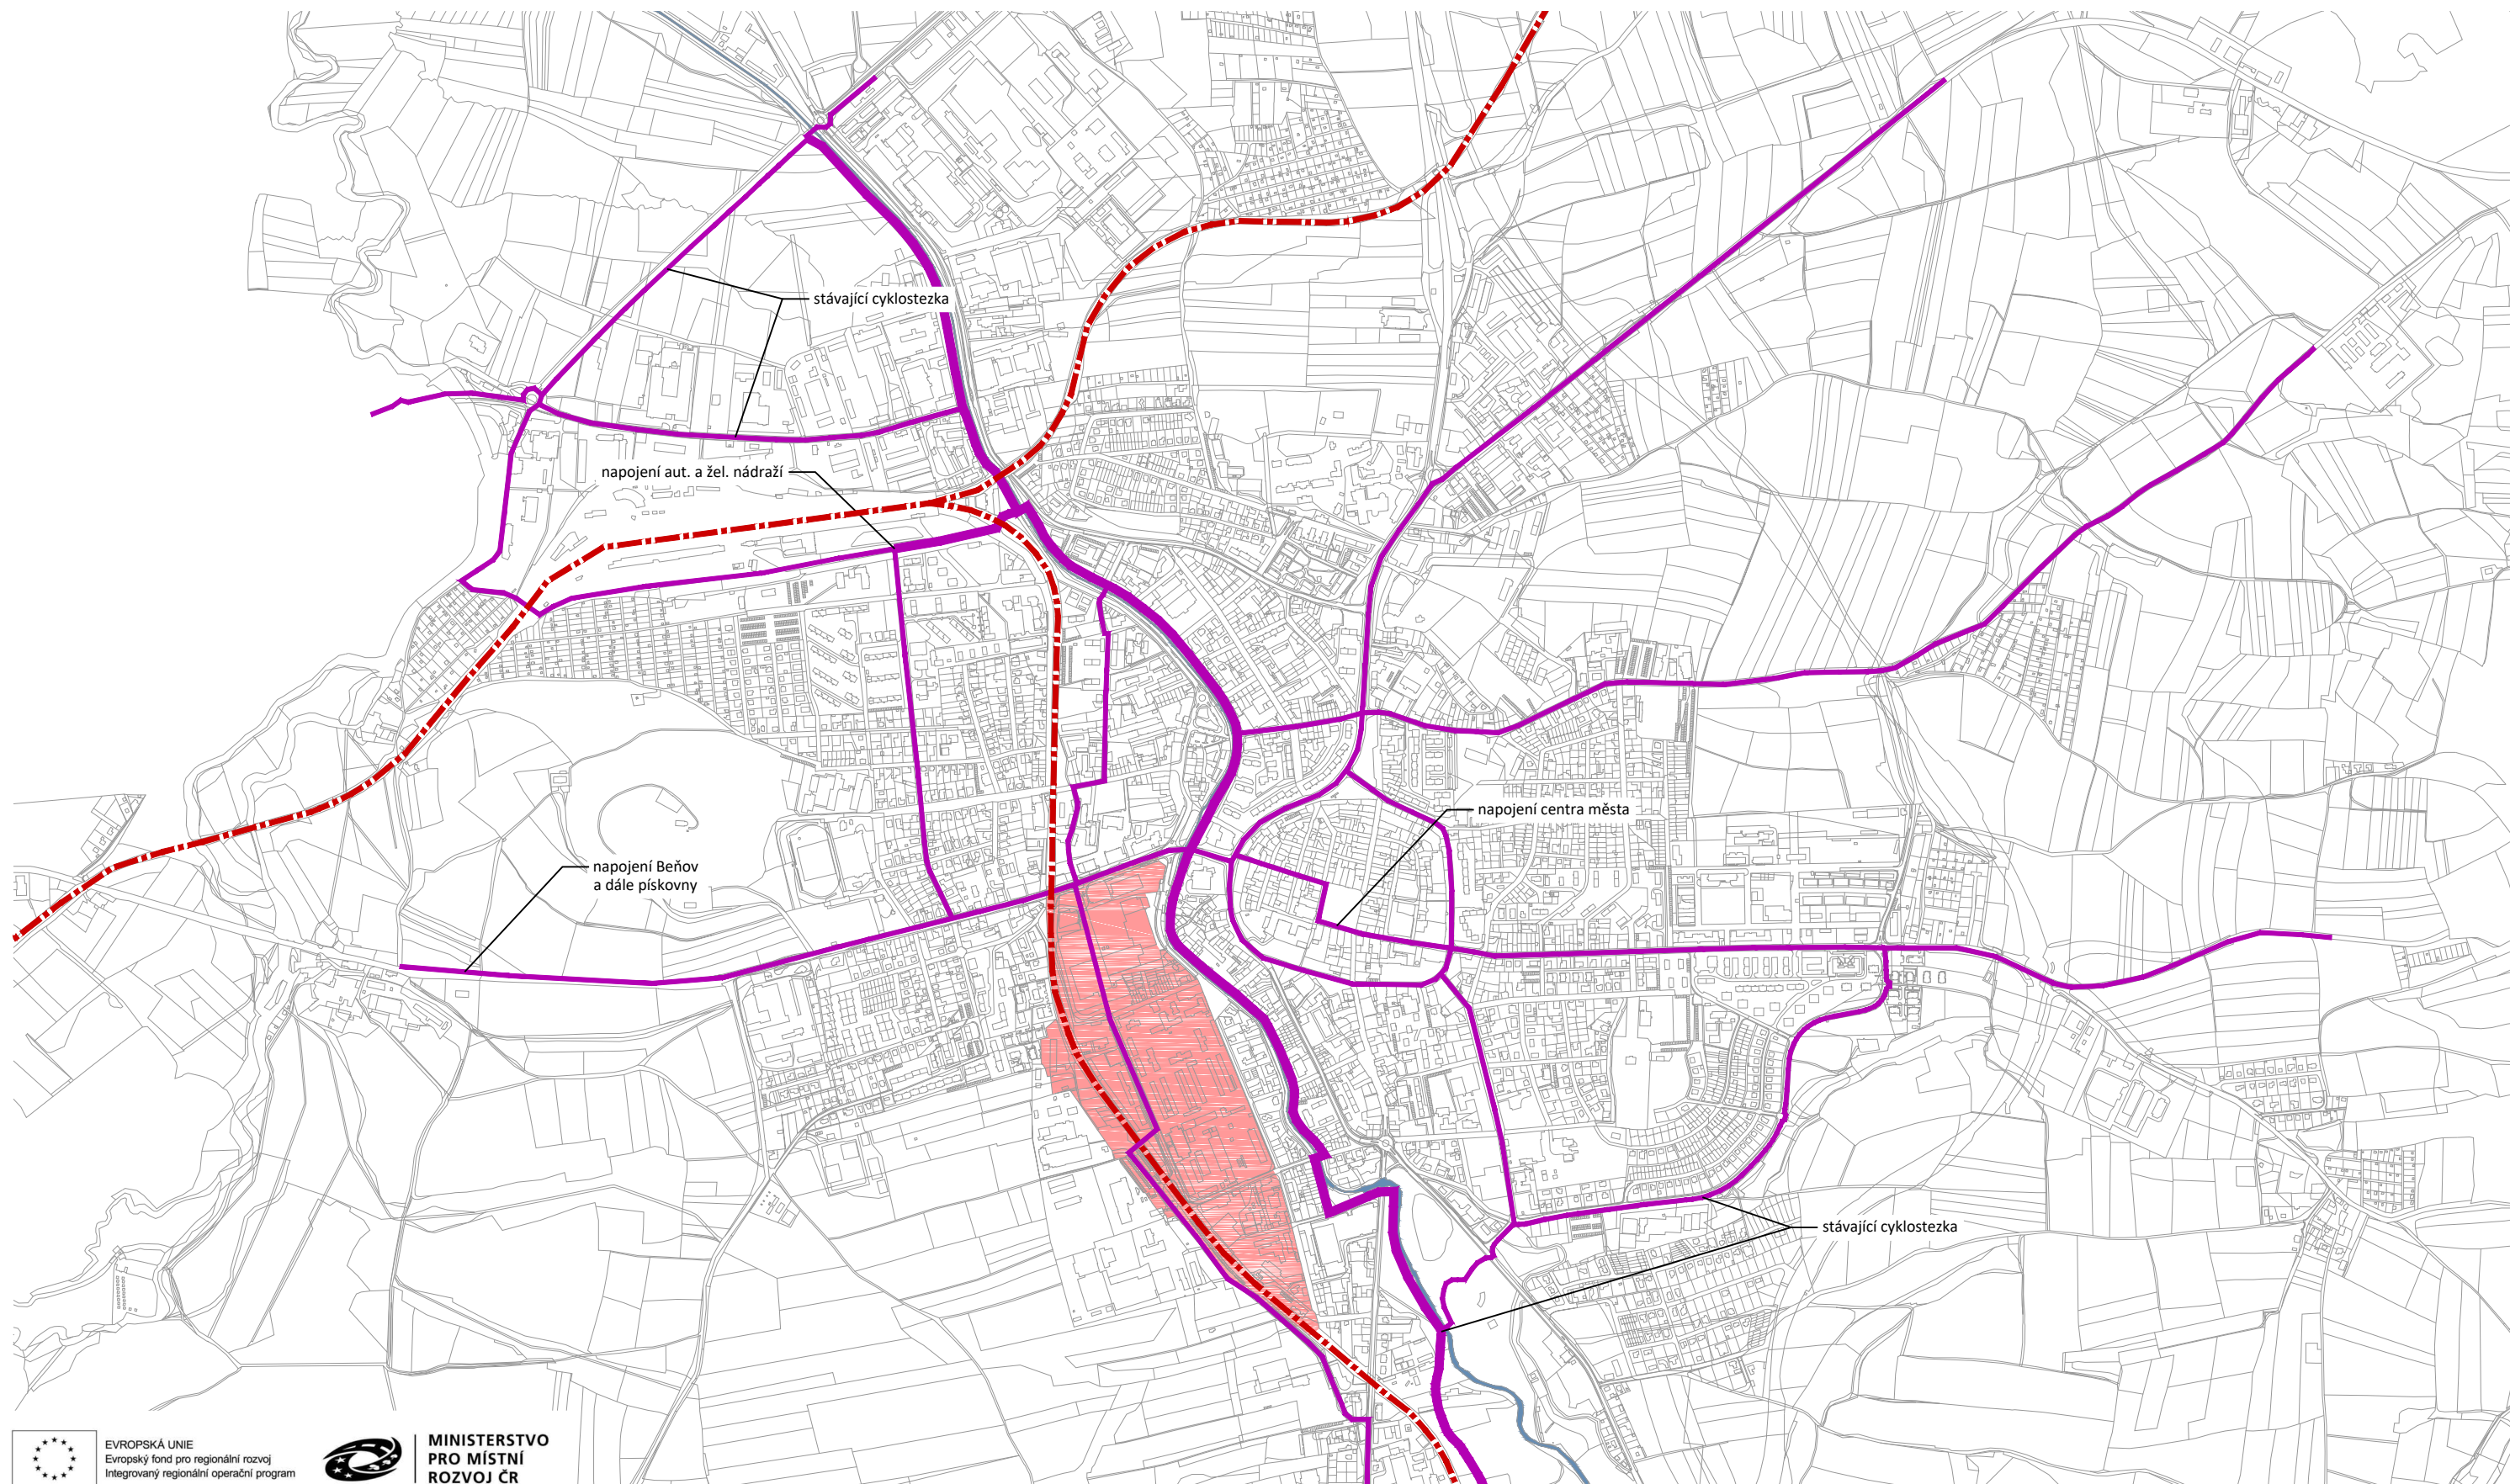 stávající cyklostezka
napojení aut. a žel. nádraží
napojení centra města
napojení Beňov
a dále pískovny
stávající cyklostezka
EVROPSKÁ UNIE
Evropský fond pro regionální rozvoj
Integrovaný regionální operační program
MINISTERSTVO
PRO MÍSTNÍ
ROZVOJ ČR